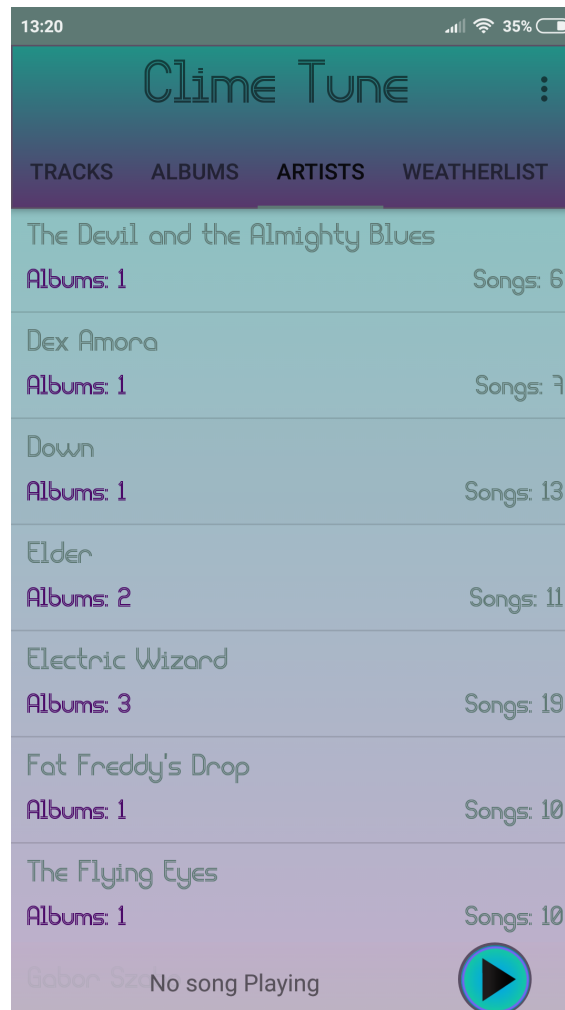 13:20 35%
Clime Tune
TRACKS ALBUMS ARTISTS WEATHERLIST
The Devil and the Almighty Blues
Albums: 1 Songs: 6
Dex Amora
Albums: 1 Songs: 7
Down
Albums: 1 Songs: 13
Elder
Albums: 2 Songs: 11
Electric Wizard
Albums: 3 Songs: 19
Fat Freddy's Drop
Albums: 1 Songs: 10
The Flying Eyes
Albums: 1 Songs: 10
Gabor
No song Playing